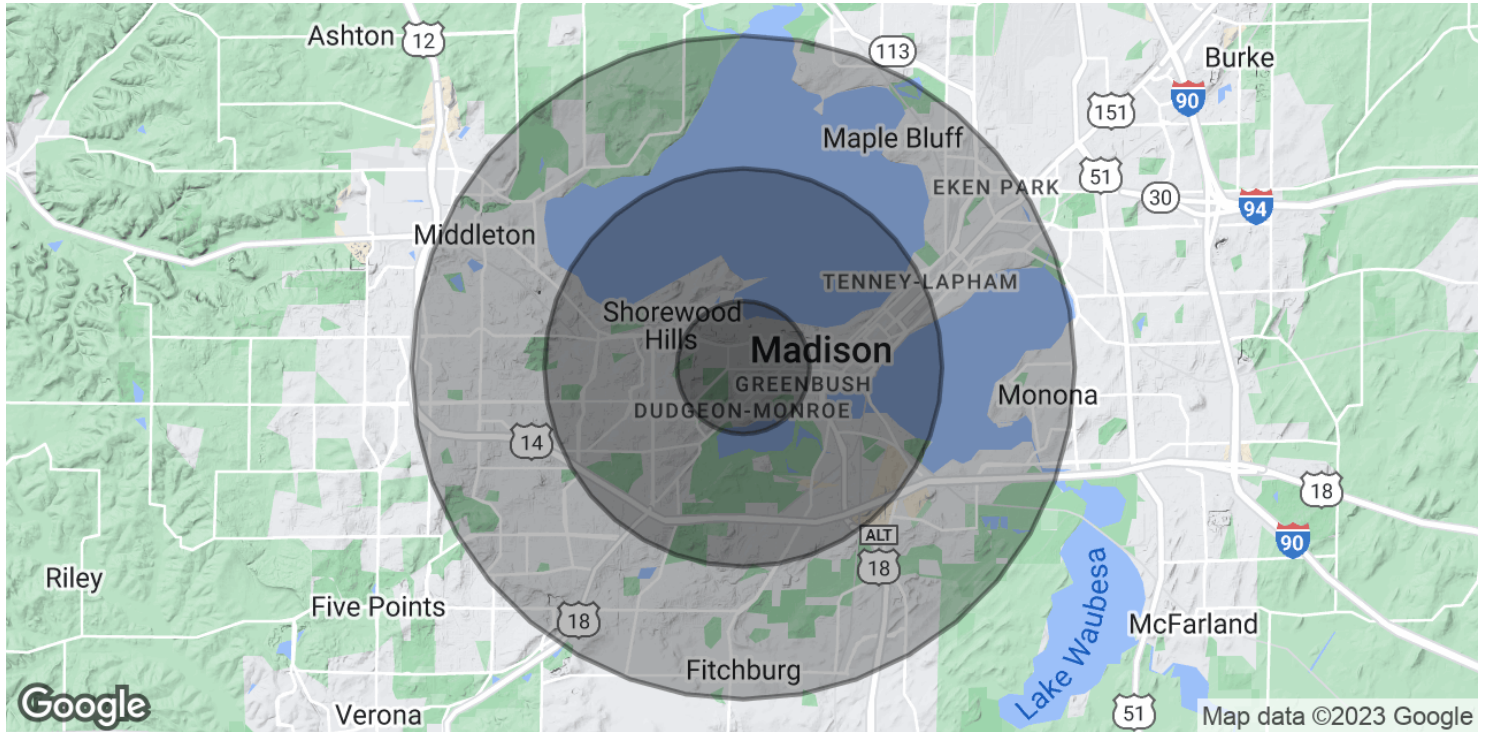 Ashton
12
113
Burke
90
151
Maple Bluff
51
EKEN PARK
30
94
Middleton
TENNEY-LAPHAM
Shorewood
Hills
Madison
GREENBUSH
DUDGEON-MONROE
Monona
14
18
ALT
18
90
Riley
Five Points
18
Lake Waubesa
McFarland
Fitchburg
Google
Verona
51
Map data ©2023 Google